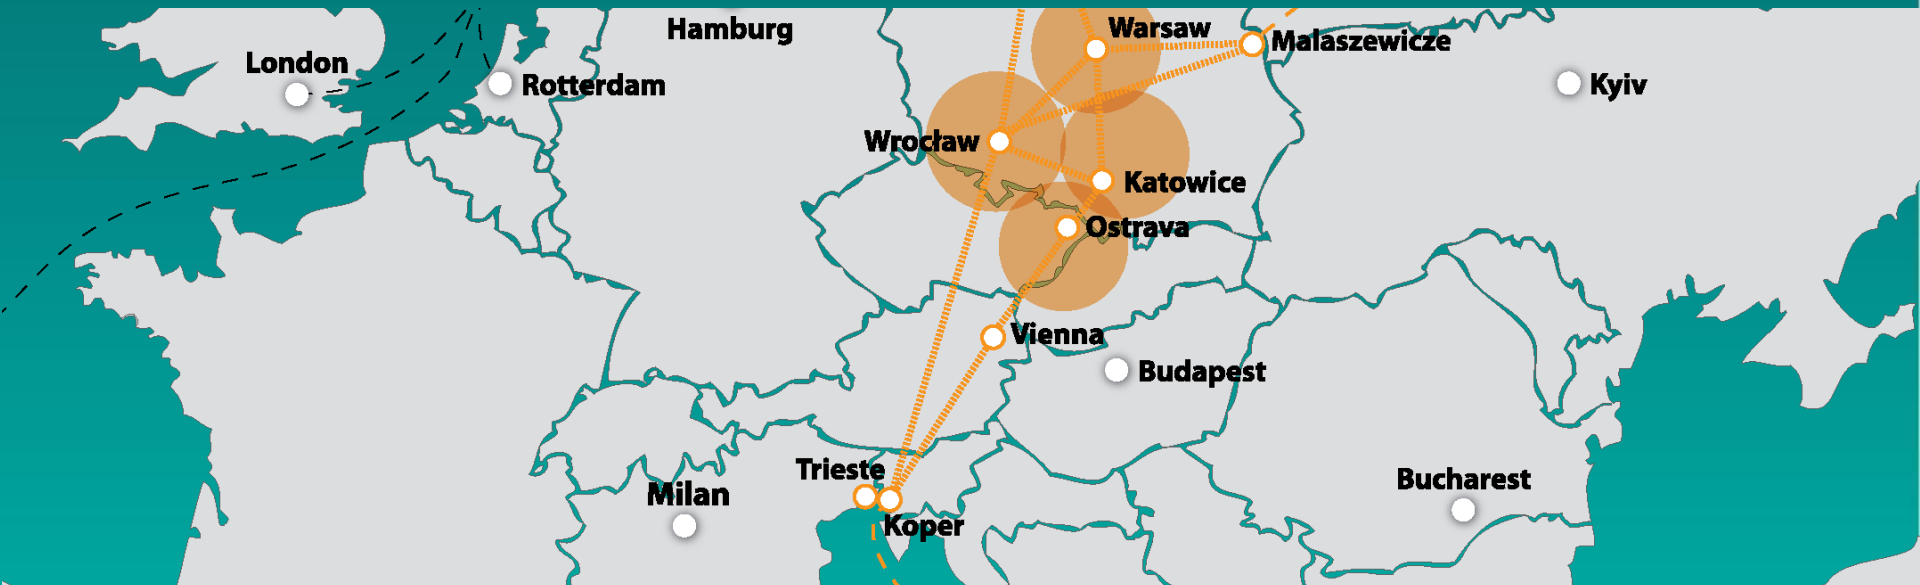 Hamburg
Warsaw
Malaszewicze
London
Rotterdam
Kyiv
Wrocław
Katowice
Ostrava
Vienna
Budapest
Trieste
Milan
Koper
Bucharest